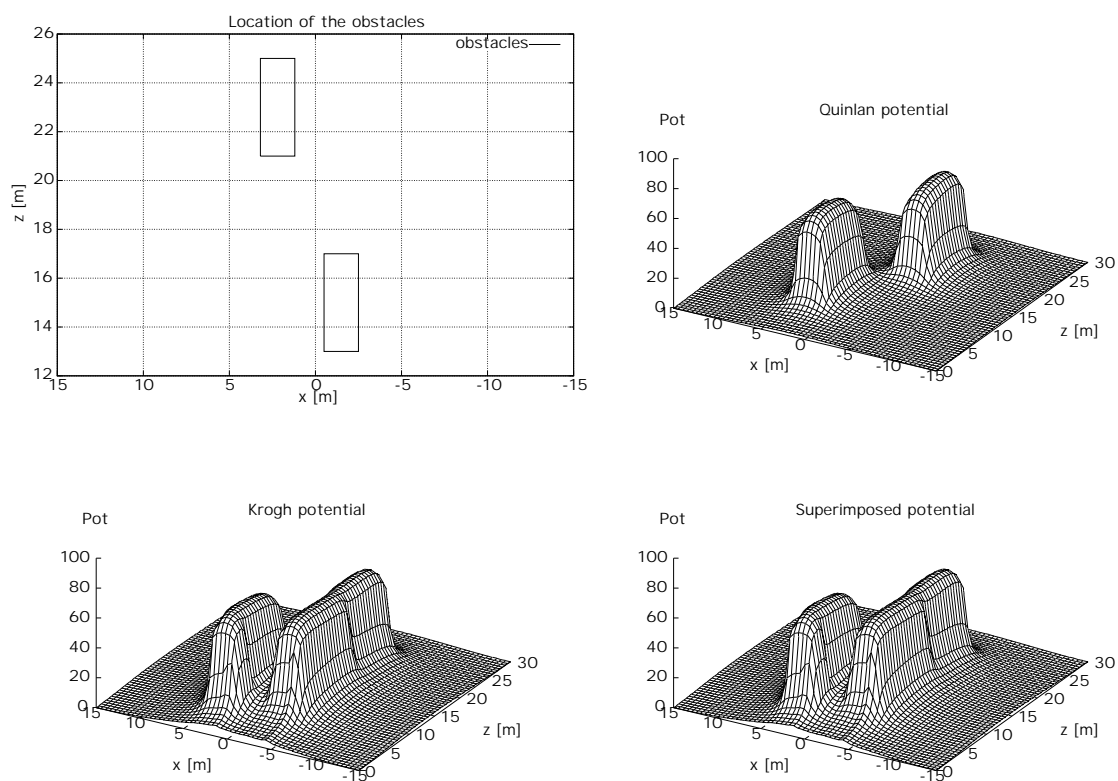 Location of the obstacles
26
24
22
20
18
16
14
12
z [m]
obstacles
15 10 5 0 -5 -10 -15
x [m]
Quinlan potential
Pot
100
80
60
40
20
0
15 10 5 0 -5 -10 -15
x [m]
0 5 10 15 20 25 30
z [m]
Krogh potential
Pot
100
80
60
40
20
0
15 10 5 0 -5 -10 -15
x [m]
0 5 10 15 20 25 30
z [m]
Superimposed potential
Pot
100
80
60
40
20
0
15 10 5 0 -5 -10 -15
x [m]
0 5 10 15 20 25 30
z [m]